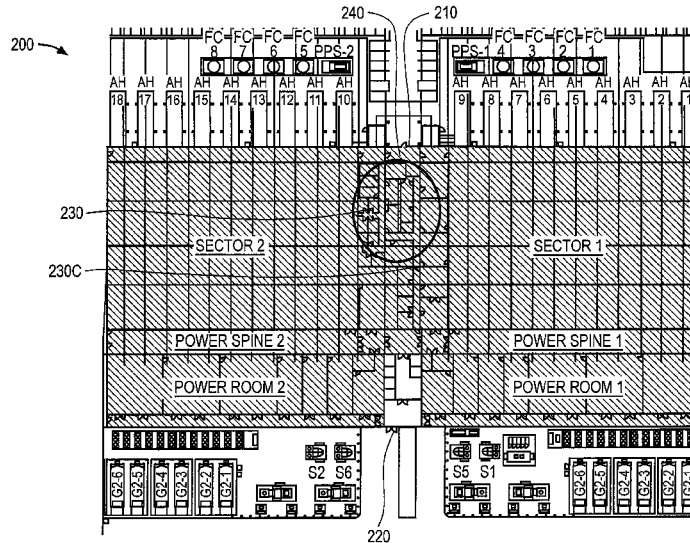 240 210
200
FC FC FC FC FC FC FC FC
8 7 6 5 PPS-2 PPS-1 4 3 2 1
AH AH AH AH AH AH AH AH AH AH AH AH AH AH AH AH AH
18 17 16 15 14 13 12 11 10 9 8 7 6 5 4 3 2 1
230
SECTOR 2 SECTOR 1
230C
POWER SPINE 2 POWER SPINE 1
POWER ROOM 2 POWER ROOM 1
S2 S6 S5 S1
G2-6 G2-5 G2-4 G2-3 G2-2 G2-1 G2-6 G2-5 G2-4 G2-3 G2-2
220